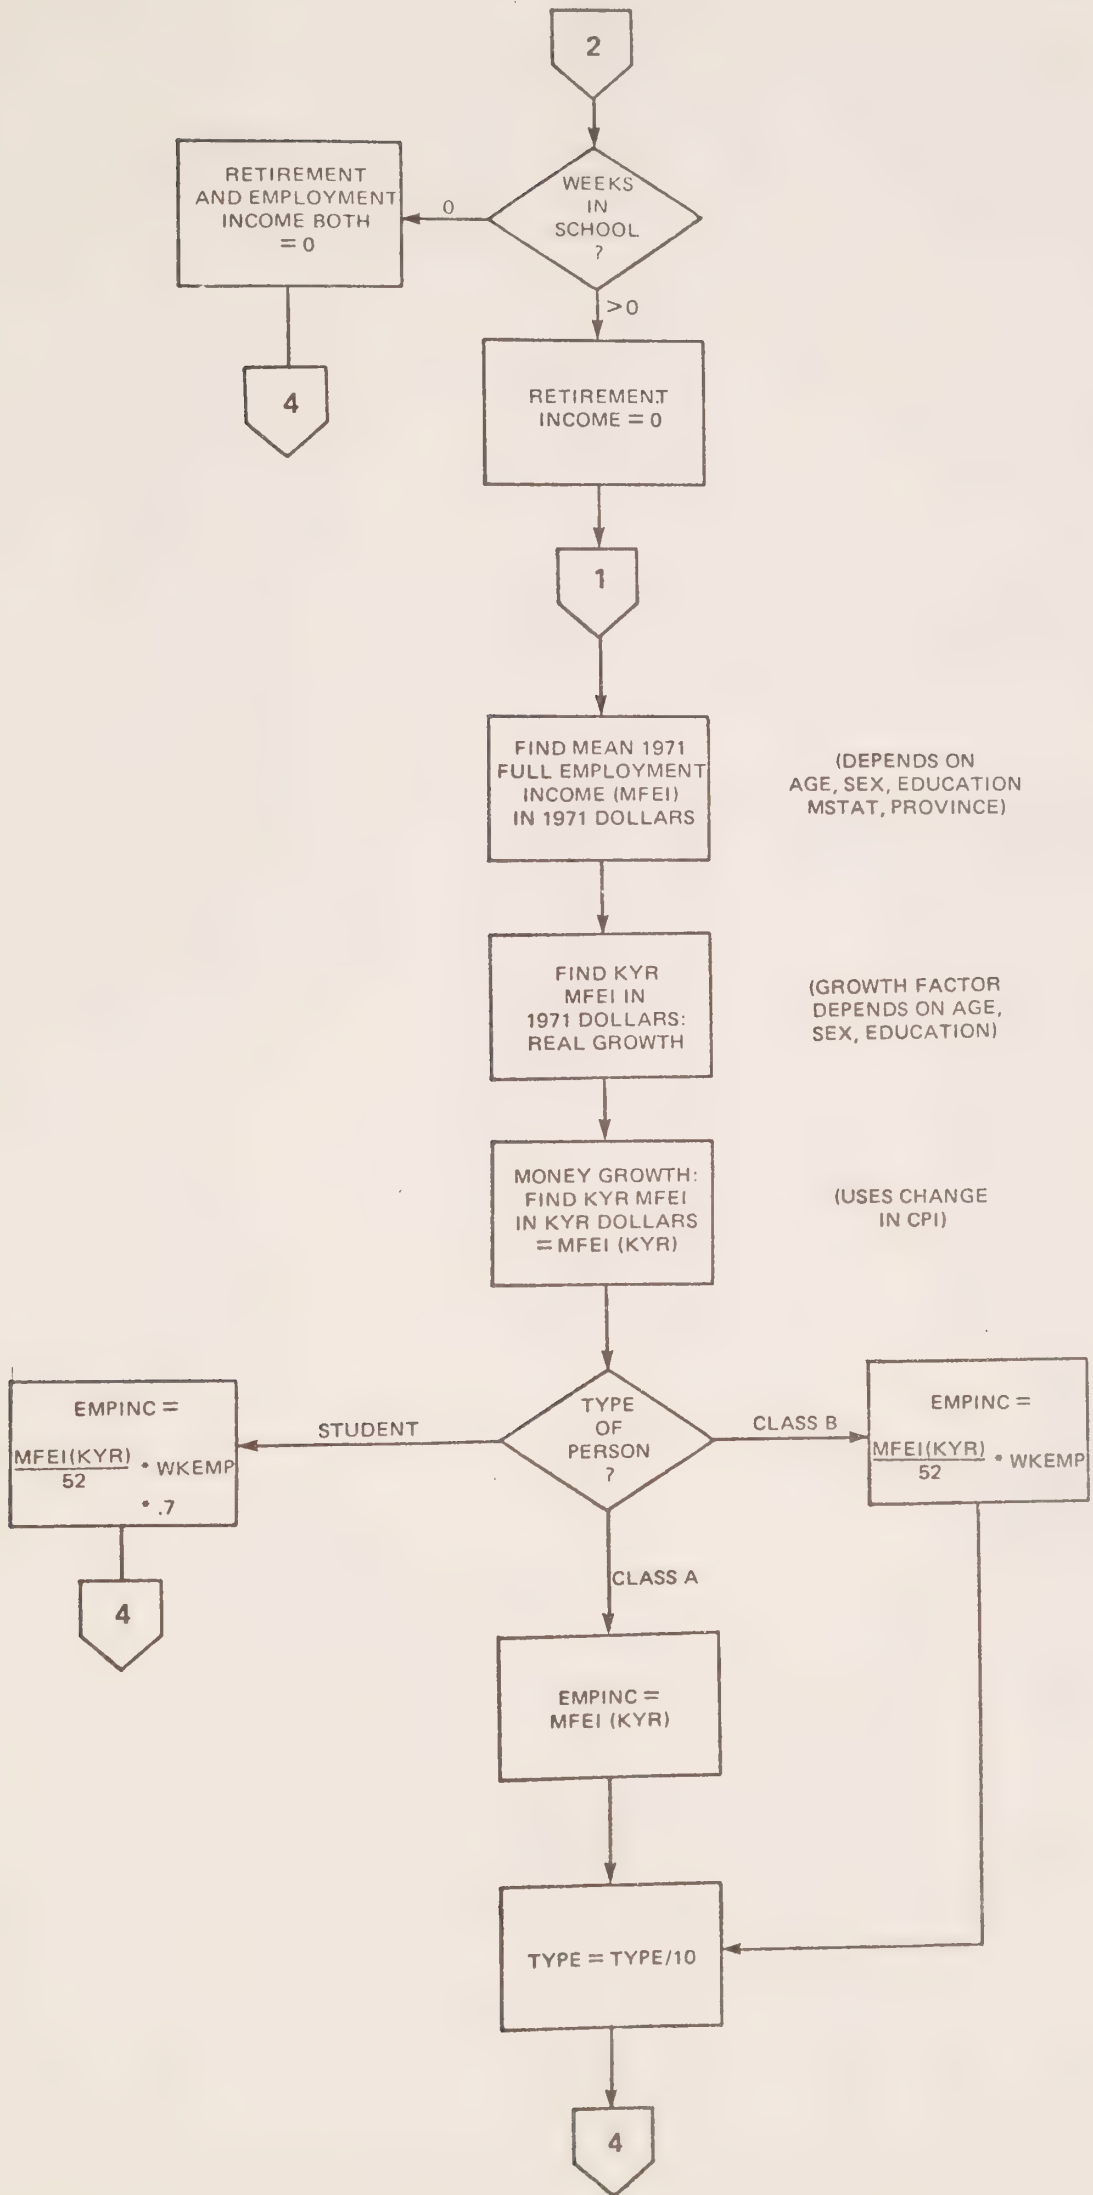 2
WEEKS
IN
SCHOOL
?
0
RETIREMENT
AND EMPLOYMENT
INCOME BOTH
= 0
4
>0
RETIREMENT
INCOME = 0
1
FIND MEAN 1971
FULL EMPLOYMENT
INCOME (MFEI)
IN 1971 DOLLARS
(DEPENDS ON
AGE, SEX, EDUCATION
MSTAT, PROVINCE)
FIND KYR
MFEI IN
1971 DOLLARS:
REAL GROWTH
(GROWTH FACTOR
DEPENDS ON AGE,
SEX, EDUCATION)
MONEY GROWTH:
FIND KYR MFEI
IN KYR DOLLARS
= MFEI (KYR)
(USES CHANGE
IN CPI)
TYPE
OF
PERSON
?
STUDENT
EMPINC =
MFEI(KYR)
52
* WKEMP
* .7
4
CLASS B
EMPINC =
MFEI(KYR)
52
* WKEMP
CLASS A
EMPINC =
MFEI (KYR)
TYPE = TYPE/10
4